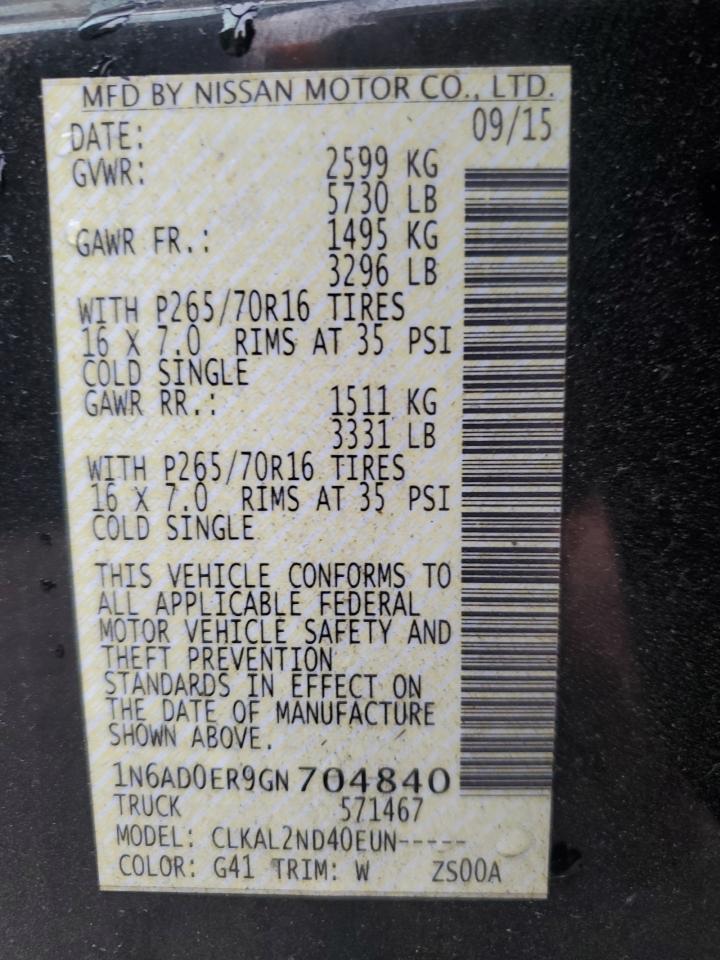 MFD BY NISSAN MOTOR CO., LTD.
DATE: 09/15
GVWR: 2599 KG
5730 LB
GAWR FR.: 1495 KG
3296 LB
WITH P265/70R16 TIRES
16 X 7.0 RIMS AT 35 PSI
COLD SINGLE
GAWR RR.: 1511 KG
3331 LB
WITH P265/70R16 TIRES
16 X 7.0 RIMS AT 35 PSI
COLD SINGLE
THIS VEHICLE CONFORMS TO
ALL APPLICABLE FEDERAL
MOTOR VEHICLE SAFETY AND
THEFT PREVENTION
STANDARDS IN EFFECT ON
THE DATE OF MANUFACTURE
SHOWN ABOVE.
1N6AD0ER9GN704840
TRUCK 571467
MODEL: CLKAL2ND40EUN-----
COLOR: G41 TRIM: W ZS00A